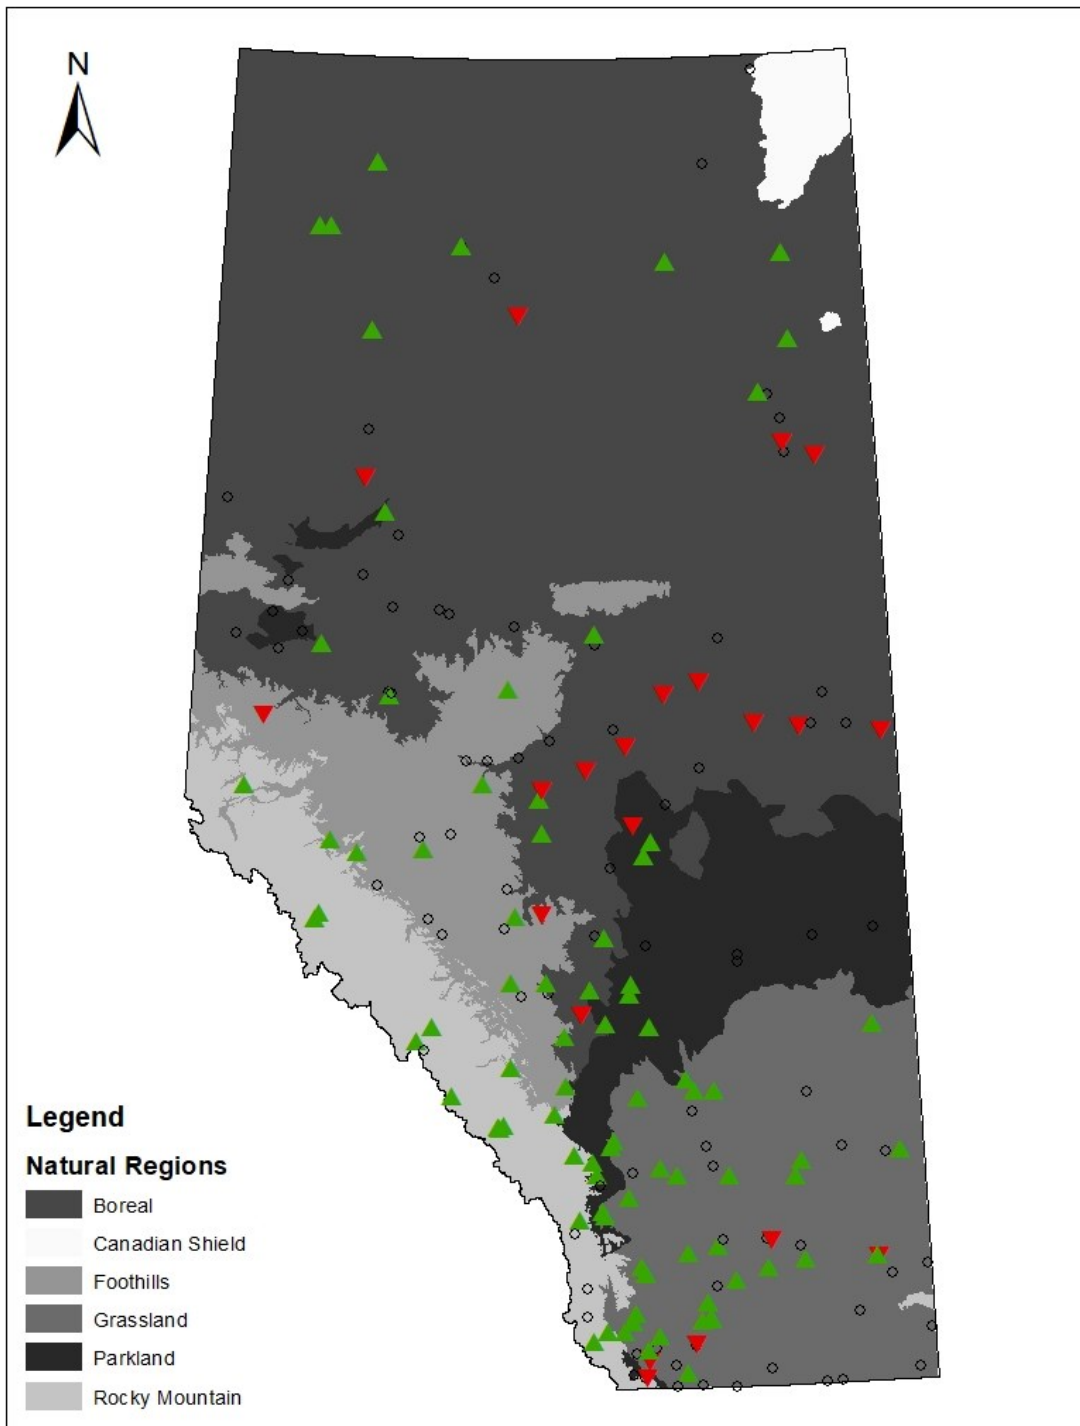 N
Legend
Natural Regions
Boreal
Canadian Shield
Foothills
Grassland
Parkland
Rocky Mountain